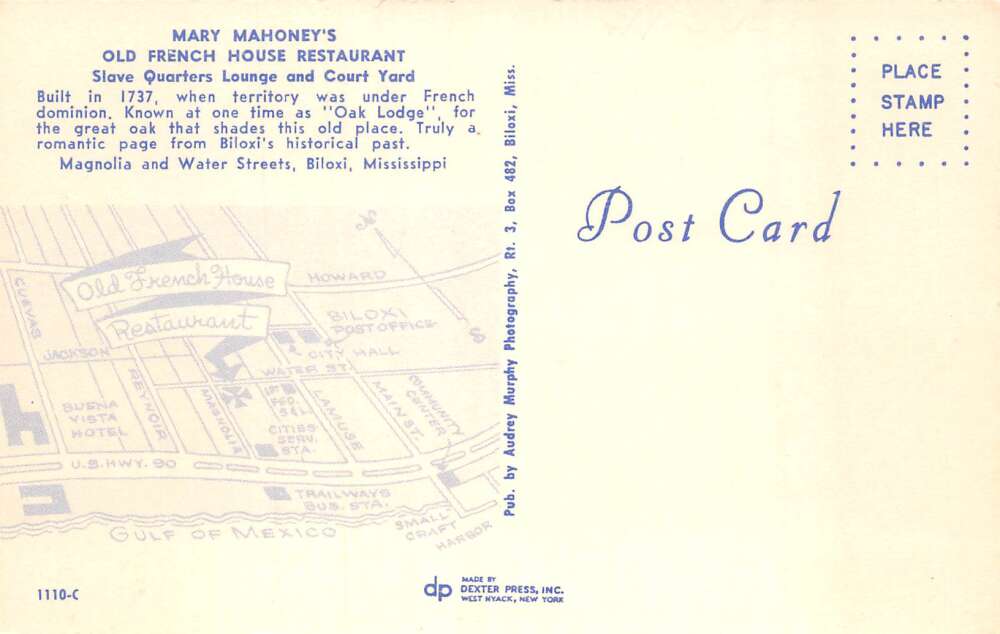 MARY MAHONEY'S
OLD FRENCH HOUSE RESTAURANT
Slave Quarters Lounge and Court Yard
Built in 1737, when territory was under French
dominion. Known at one time as "Oak Lodge", for
the great oak that shades this old place. Truly a
romantic page from Biloxi's historical past.
Magnolia and Water Streets, Biloxi, Mississippi
PLACE
STAMP
HERE
Post Card
Pub. by Audrey Murphy Photography, Rt. 3, Box 482, Biloxi, Miss.
N
S
Old French House
Restaurant
HOWARD
CUEVAS
BILOXI
POST OFFICE
CITY HALL
JACKSON
WATER ST.
REYNOIR
MAGNOLIA
1ST
FED.
S&L
LAMUSE
MAIN ST.
COMMUNITY
CENTER
BUENA
VISTA
HOTEL
CITIES
SERV.
STA.
U.S. HWY. 90
TRAILWAYS
BUS. STA.
GULF OF MEXICO
SMALL
CRAFT
HARBOR
1110-C
dp
MADE BY
DEXTER PRESS, INC.
WEST NYACK, NEW YORK